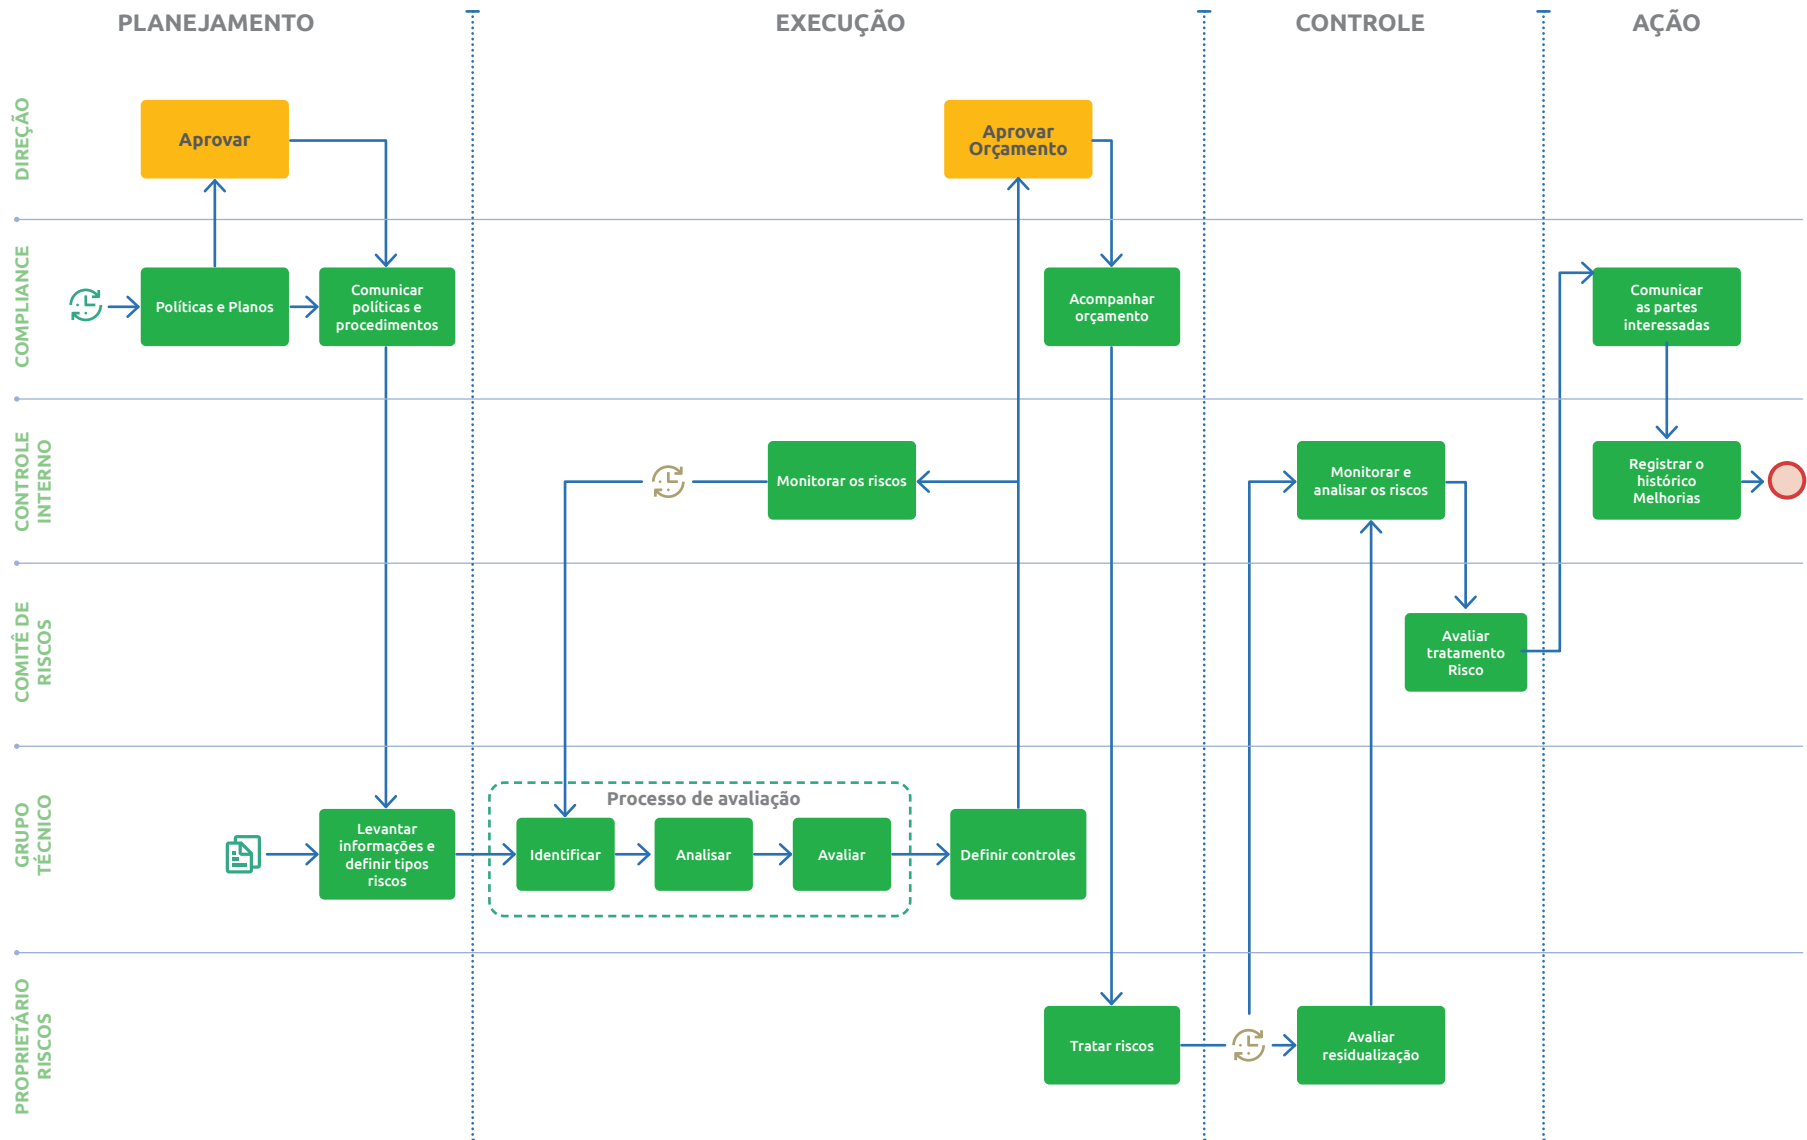 PLANEJAMENTO
EXECUÇÃO
CONTROLE
AÇÃO
DIREÇÃO
Aprovar
Aprovar
Orçamento
COMPLIANCE
Políticas e Planos
Comunicar
políticas e
procedimentos
Acompanhar
orçamento
Comunicar
as partes
interessadas
CONTROLE
INTERNO
Monitorar os riscos
Monitorar e
analisar os riscos
Registrar o
histórico
Melhorias
COMITÊ DE
RISCOS
Avaliar
tratamento
Risco
GRUPO
TÉCNICO
Levantar
informações e
definir tipos
riscos
Processo de avaliação
Identificar
Analisar
Avaliar
Definir controles
PROPRIETÁRIO
RISCOS
Tratar riscos
Avaliar
residualização